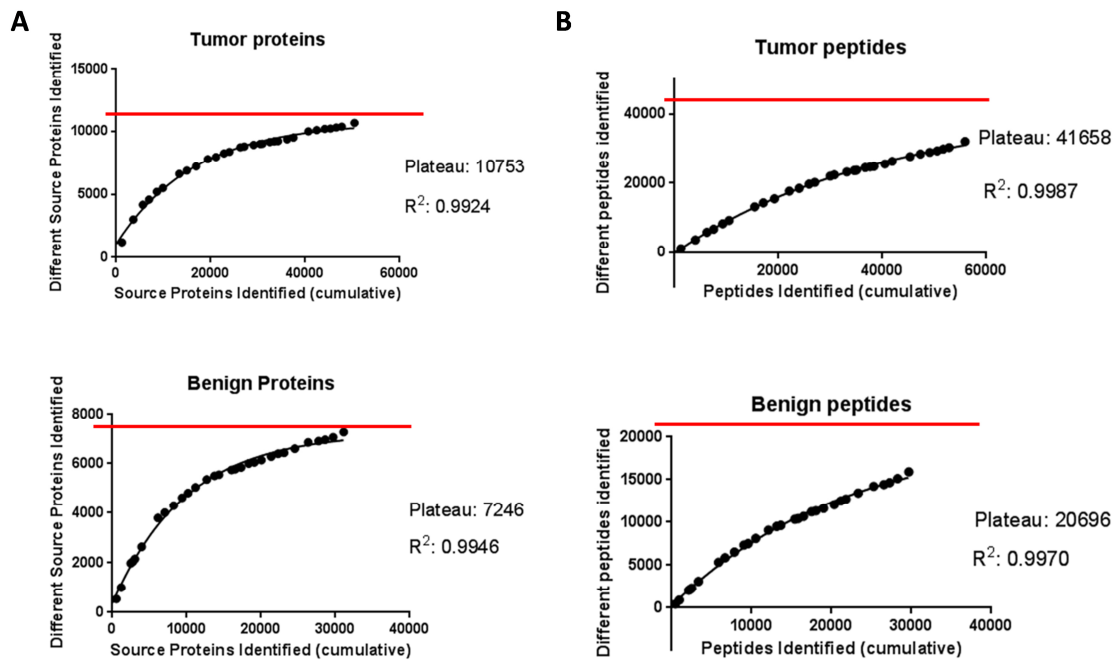 A
Tumor proteins
Different Source Proteins Identified
15000
10000
5000
0
0
20000
40000
60000
Source Proteins Identified (cumulative)
Plateau: 10753
R²: 0.9924
B
Tumor peptides
Different peptides identified
40000
20000
0
20000
40000
60000
Peptides Identified (cumulative)
Plateau: 41658
R²: 0.9987
Benign Proteins
Different Source Proteins Identified
8000
6000
4000
2000
0
0
10000
20000
30000
40000
Source Proteins Identified (cumulative)
Plateau: 7246
R²: 0.9946
Benign peptides
Different peptides identified
20000
15000
10000
5000
0
10000
20000
30000
40000
Peptides Identified (cumulative)
Plateau: 20696
R²: 0.9970